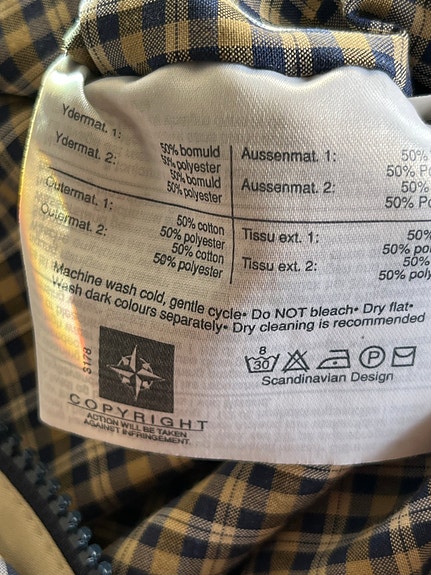 Ydermat. 1: 50% bomuld
50% polyester
Ydermat. 2: 50% bomuld
50% polyester
Outermat. 1: 50% cotton
50% polyester
Outermat. 2: 50% cotton
50% polyester
Aussenmat. 1: 50%
50% Po
Aussenmat. 2: 50%
50% Po
Tissu ext. 1: 50%
50% pol
Tissu ext. 2: 50%
50% poly
Machine wash cold, gentle cycle• Do NOT bleach• Dry flat•
Wash dark colours separately• Dry cleaning is recommended
8
30
P
Scandinavian Design
S178
COPYRIGHT
ACTION WILL BE TAKEN
AGAINST INFRINGEMENT.